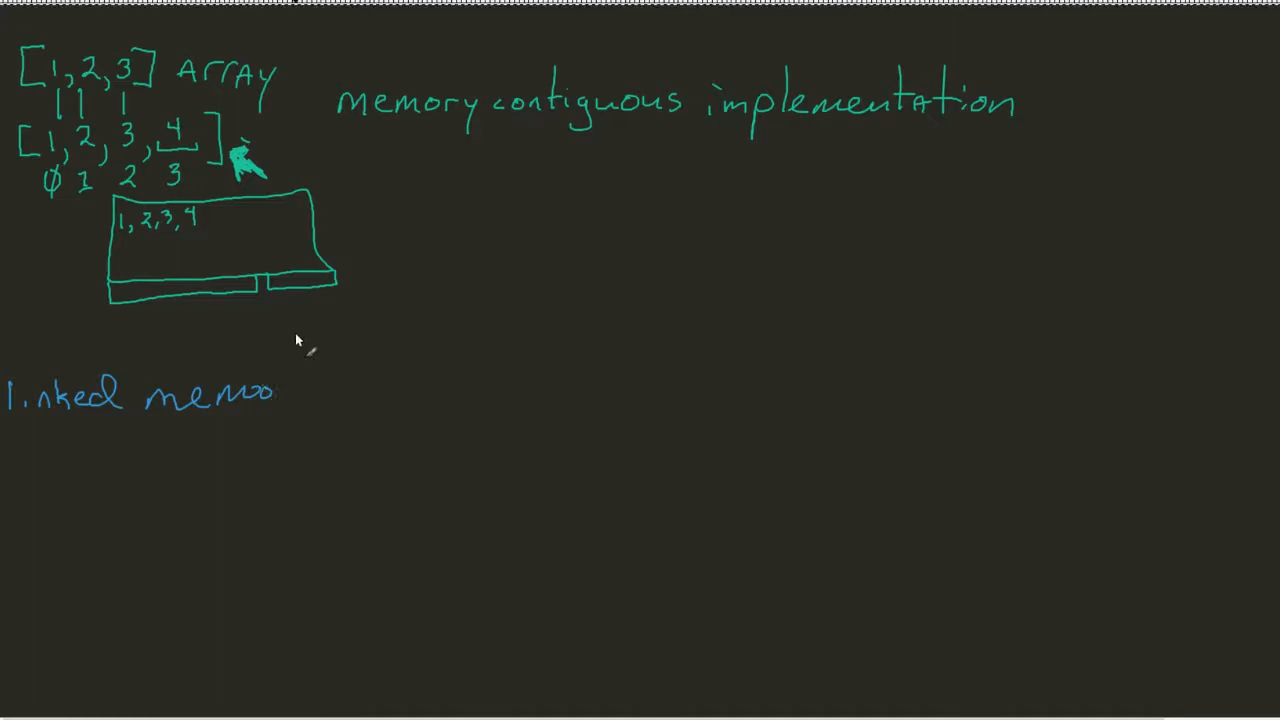 [1,2,3] Array
memory contiguous implementation
[1,2,3,4]
0 1 2 3
1,2,3,4
linked memo